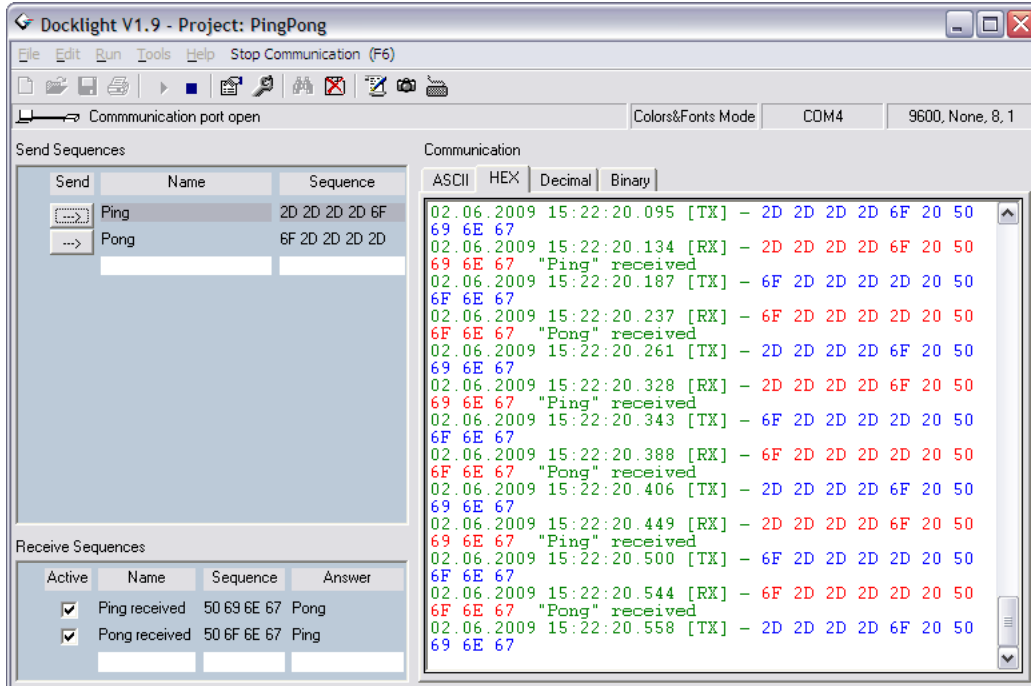 Docklight V1.9 - Project: PingPong
File Edit Run Tools Help Stop Communication (F6)
Commmunication port open Colors&Fonts Mode COM4 9600, None, 8, 1
Send Sequences
Send Name Sequence
---> Ping 2D 2D 2D 2D 6F
---> Pong 6F 2D 2D 2D 2D
Receive Sequences
Active Name Sequence Answer
Ping received 50 69 6E 67 Pong
Pong received 50 6F 6E 67 Ping
Communication
ASCII HEX Decimal Binary
02.06.2009 15:22:20.095 [TX] - 2D 2D 2D 2D 6F 20 50
69 6E 67
02.06.2009 15:22:20.134 [RX] - 2D 2D 2D 2D 6F 20 50
69 6E 67 "Ping" received
02.06.2009 15:22:20.187 [TX] - 6F 2D 2D 2D 2D 20 50
6F 6E 67
02.06.2009 15:22:20.237 [RX] - 6F 2D 2D 2D 2D 20 50
6F 6E 67 "Pong" received
02.06.2009 15:22:20.261 [TX] - 2D 2D 2D 2D 6F 20 50
69 6E 67
02.06.2009 15:22:20.328 [RX] - 2D 2D 2D 2D 6F 20 50
69 6E 67 "Ping" received
02.06.2009 15:22:20.343 [TX] - 6F 2D 2D 2D 2D 20 50
6F 6E 67
02.06.2009 15:22:20.388 [RX] - 6F 2D 2D 2D 2D 20 50
6F 6E 67 "Pong" received
02.06.2009 15:22:20.406 [TX] - 2D 2D 2D 2D 6F 20 50
69 6E 67
02.06.2009 15:22:20.449 [RX] - 2D 2D 2D 2D 6F 20 50
69 6E 67 "Ping" received
02.06.2009 15:22:20.500 [TX] - 6F 2D 2D 2D 2D 20 50
6F 6E 67
02.06.2009 15:22:20.544 [RX] - 6F 2D 2D 2D 2D 20 50
6F 6E 67 "Pong" received
02.06.2009 15:22:20.558 [TX] - 2D 2D 2D 2D 6F 20 50
69 6E 67